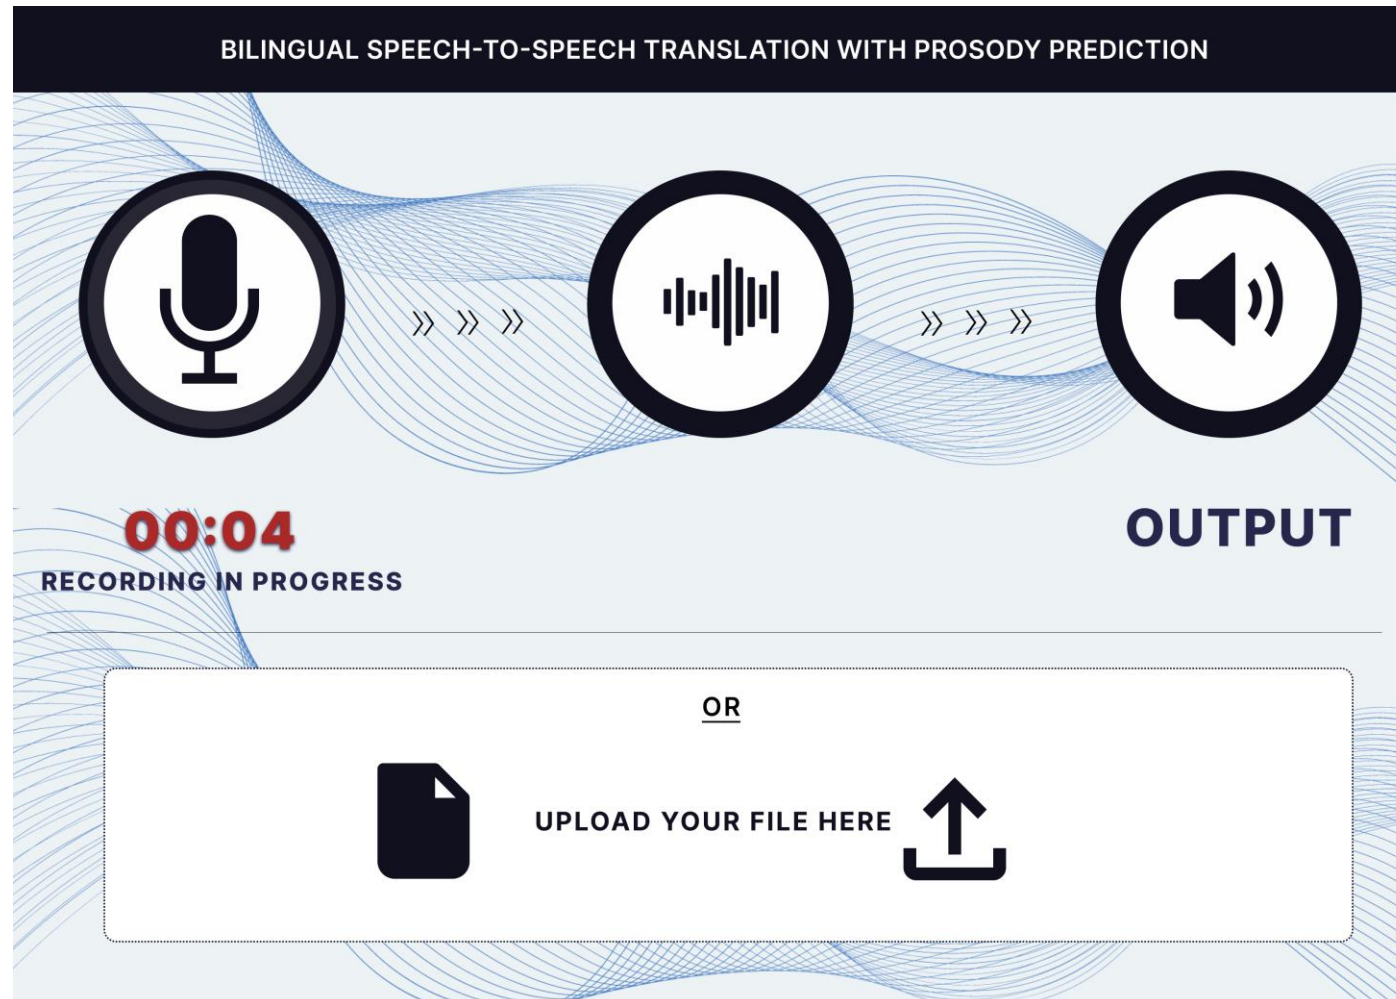 BILINGUAL SPEECH-TO-SPEECH TRANSLATION WITH PROSODY PREDICTION
00:04
RECORDING IN PROGRESS
OUTPUT
OR
UPLOAD YOUR FILE HERE